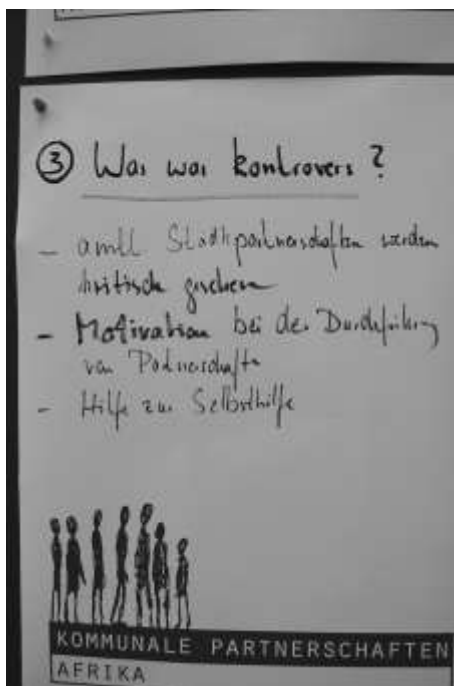 ③ Was war kontrovers?
- amtl Stadtpartnerschaften werden
kritisch gesehen
- Motivation bei der Durchführung
von Partnerschafte
- Hilfe zur Selbsthilfe
KOMMUNALE PARTNERSCHAFTEN
AFRIKA